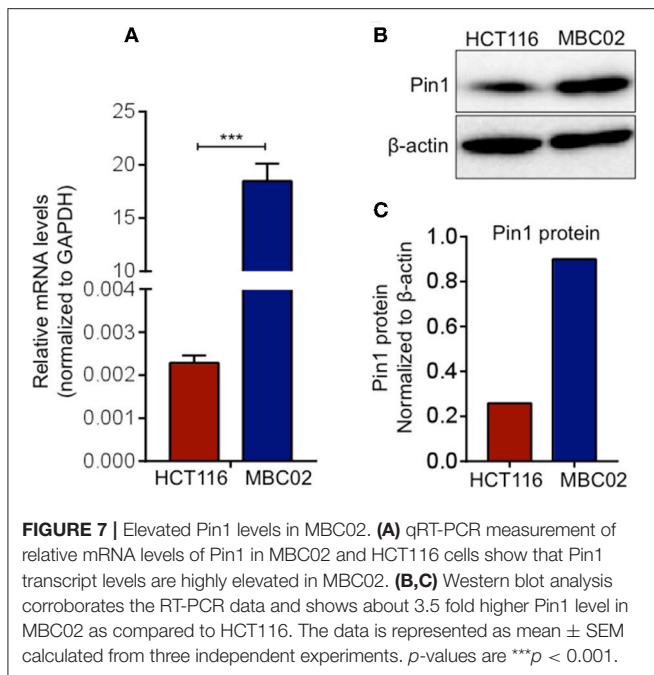 A
25
20
15
10
0.004
0.003
0.002
0.001
0.000
Relative mRNA levels
(normalized to GAPDH)
***
HCT116 MBC02
B
HCT116 MBC02
Pin1
β-actin
C
Pin1 protein
1.0
0.8
0.6
0.4
0.2
0.0
Pin1 protein
Normalized to β-actin
HCT116 MBC02
FIGURE 7 | Elevated Pin1 levels in MBC02. (A) qRT-PCR measurement of
relative mRNA levels of Pin1 in MBC02 and HCT116 cells show that Pin1
transcript levels are highly elevated in MBC02. (B,C) Western blot analysis
corroborates the RT-PCR data and shows about 3.5 fold higher Pin1 level in
MBC02 as compared to HCT116. The data is represented as mean ± SEM
calculated from three independent experiments. p-values are ***p < 0.001.